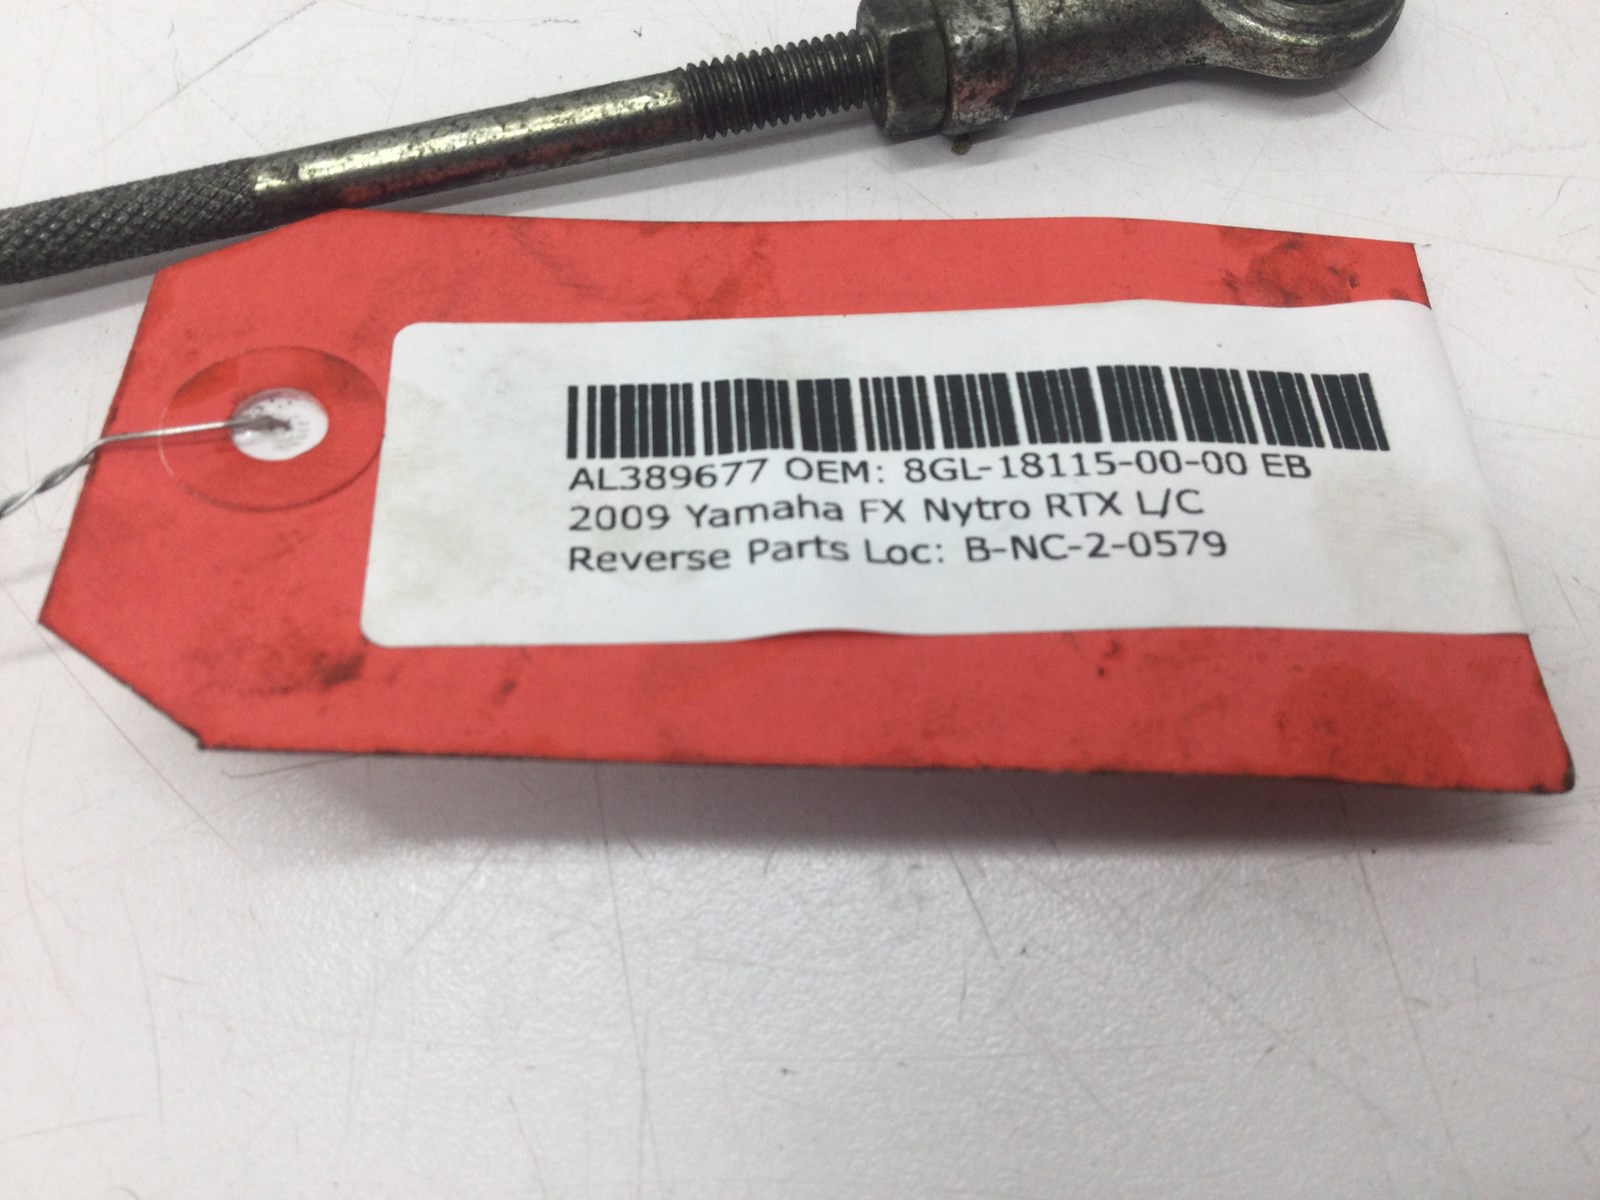 AL389677 OEM: 8GL-18115-00-00 EB
2009 Yamaha FX Nytro RTX L/C
Reverse Parts Loc: B-NC-2-0579